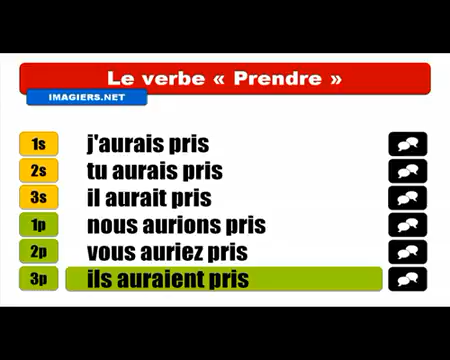 Le verbe « Prendre »
IMAGIERS.NET
1s j'aurais pris
2s tu aurais pris
3s il aurait pris
1p nous aurions pris
2p vous auriez pris
3p ils auraient pris